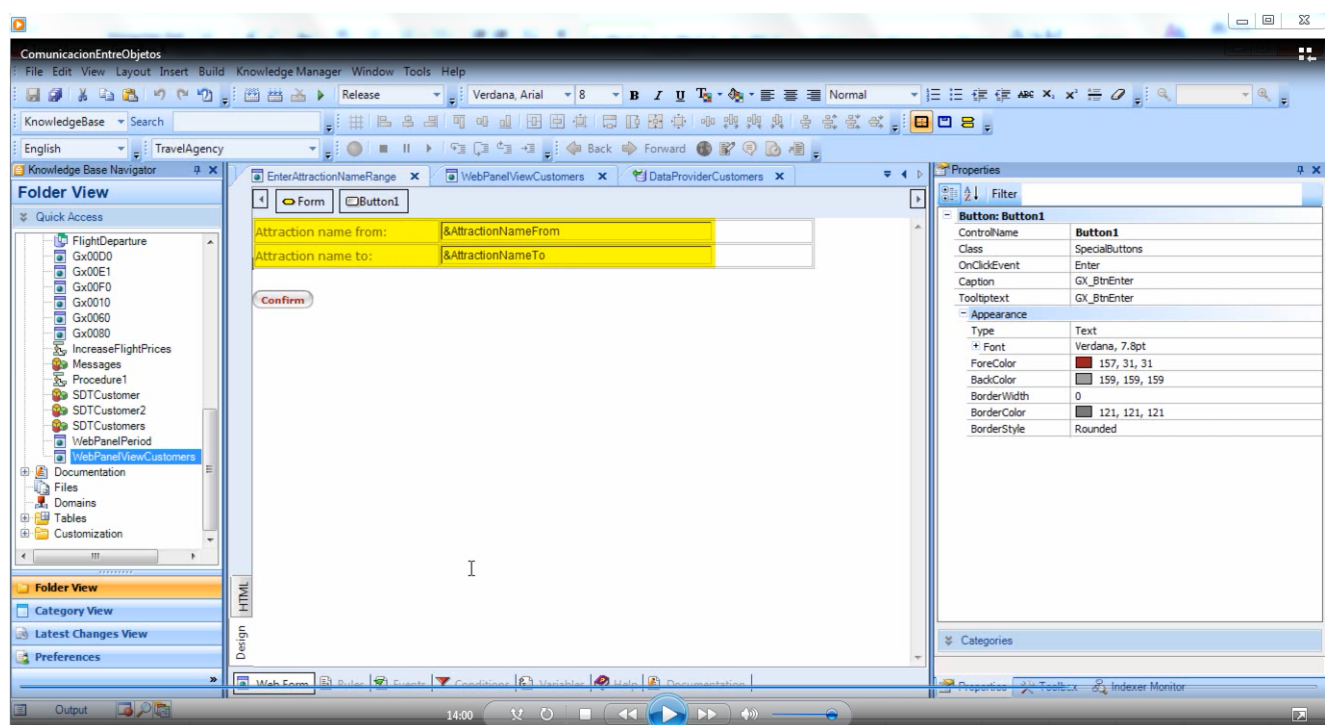 ComunicacionEntreObjetos
File Edit View Layout Insert Build Knowledge Manager Window Tools Help
Release Verdana, Arial 8 B I U Normal ABC
KnowledgeBase Search
English TravelAgency Back Forward
Knowledge Base Navigator
Folder View
Quick Access
FlightDeparture
Gx00D0
Gx00E1
Gx00F0
Gx0010
Gx0060
Gx0080
IncreaseFlightPrices
Messages
Procedure1
SDTCustomer
SDTCustomer2
SDTCustomers
WebPanelPeriod
WebPanelViewCustomers
Documentation
Files
Domains
Tables
Customization
Folder View
Category View
Latest Changes View
Preferences
Output
EnterAttractionNameRange WebPanelViewCustomers DataProviderCustomers
Form Button1
Attraction name from: &AttractionNameFrom
Attraction name to: &AttractionNameTo
Confirm
HTML
Design
Web Form Rules Events Conditions Variables Help Documentation
14:00
Properties
Filter
Button: Button1
ControlName Button1
Class SpecialButtons
OnClickEvent Enter
Caption GX_BtnEnter
Tooltiptext GX_BtnEnter
Appearance
Type Text
Font Verdana, 7.8pt
ForeColor 157, 31, 31
BackColor 159, 159, 159
BorderWidth 0
BorderColor 121, 121, 121
BorderStyle Rounded
Categories
Properties Toolbox Indexer Monitor